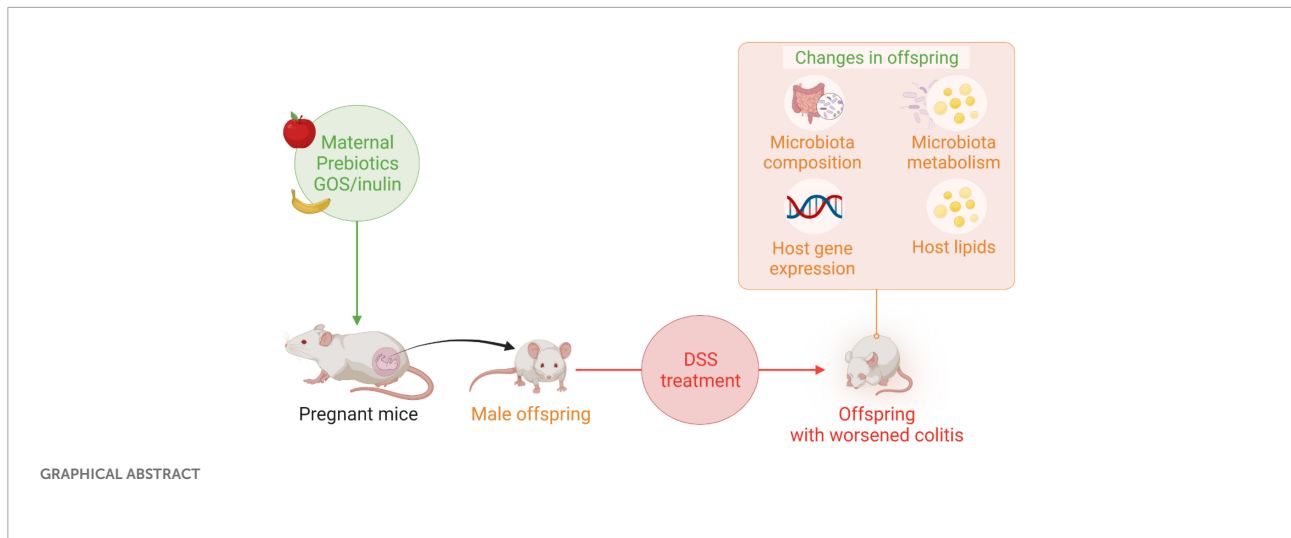 Changes in offspring
Microbiota
composition
Microbiota
metabolism
Host gene
expression
Host lipids
Maternal
Prebiotics
GOS/inulin
Pregnant mice
Male offspring
DSS
treatment
Offspring
with worsened colitis
GRAPHICAL ABSTRACT